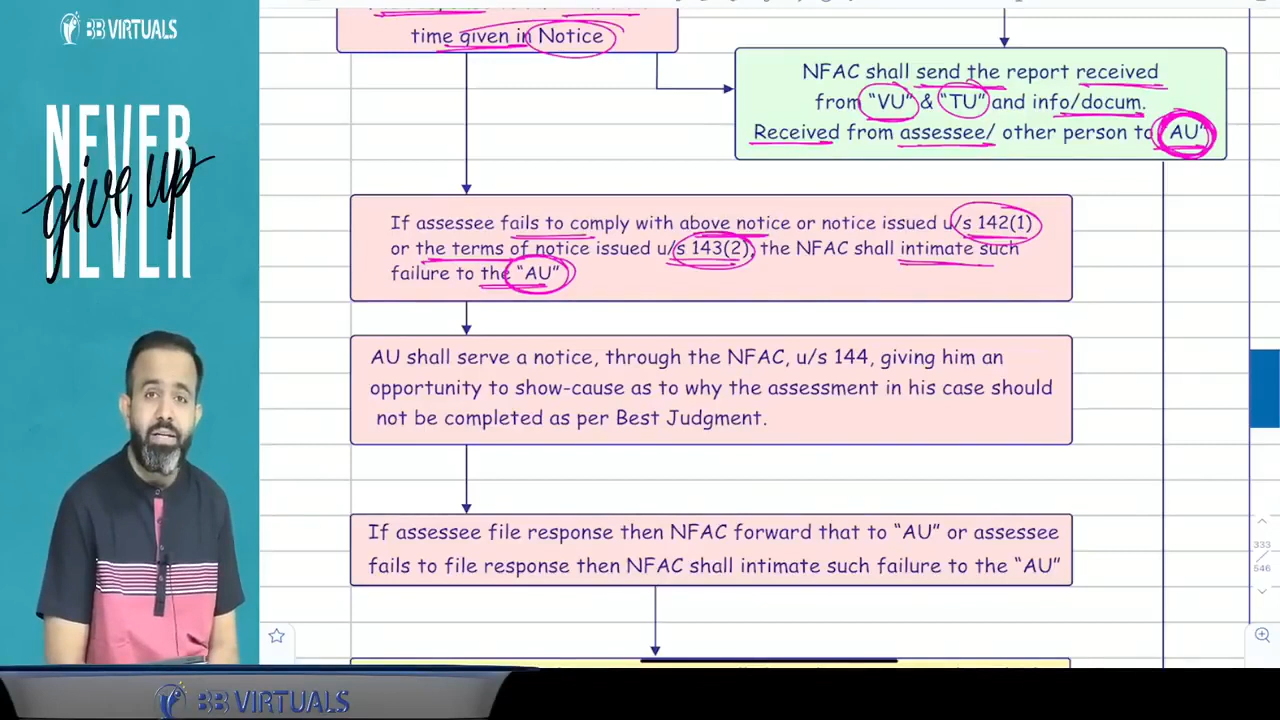 BB VIRTUALS
NEVER
give up
NEVER
time given in Notice
NFAC shall send the report received
from “VU” & “TU” and info/docum.
Received from assessee/ other person to “AU”
If assessee fails to comply with above notice or notice issued u/s 142(1)
or the terms of notice issued u/s 143(2), the NFAC shall intimate such
failure to the “AU”
AU shall serve a notice, through the NFAC, u/s 144, giving him an
opportunity to show-cause as to why the assessment in his case should
not be completed as per Best Judgment.
If assessee file response then NFAC forward that to “AU” or assessee
fails to file response then NFAC shall intimate such failure to the “AU”
333
546
BB VIRTUALS